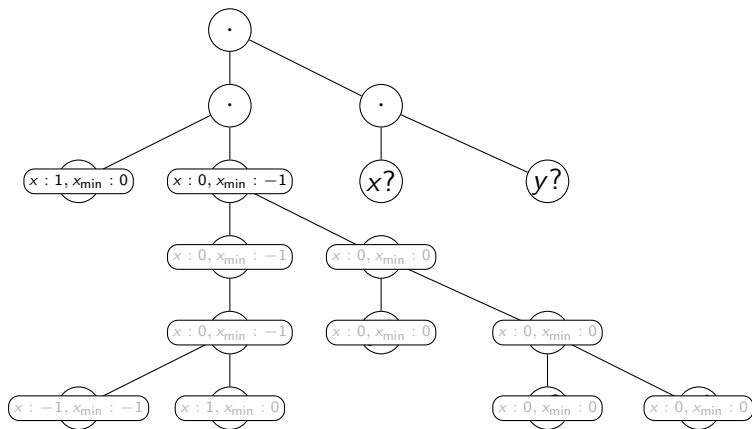 ·
· ·
x : 1, x_min : 0 x : 0, x_min : −1 x? y?
x : 0, x_min : −1 x : 0, x_min : 0
x : 0, x_min : −1 x : 0, x_min : 0 x : 0, x_min : 0
x : −1, x_min : −1 x : 1, x_min : 0 x : 0, x_min : 0 x : 0, x_min : 0